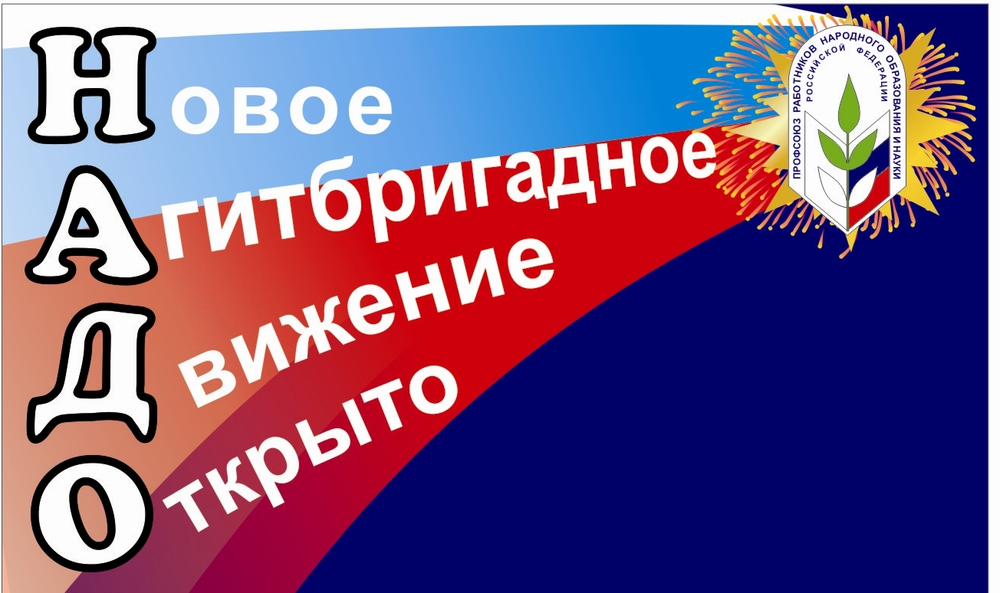 Новое
Агитбригадное
Движение
Открыто
ПРОФСОЮЗ РАБОТНИКОВ НАРОДНОГО ОБРАЗОВАНИЯ И НАУКИ
РОССИЙСКОЙ ФЕДЕРАЦИИ